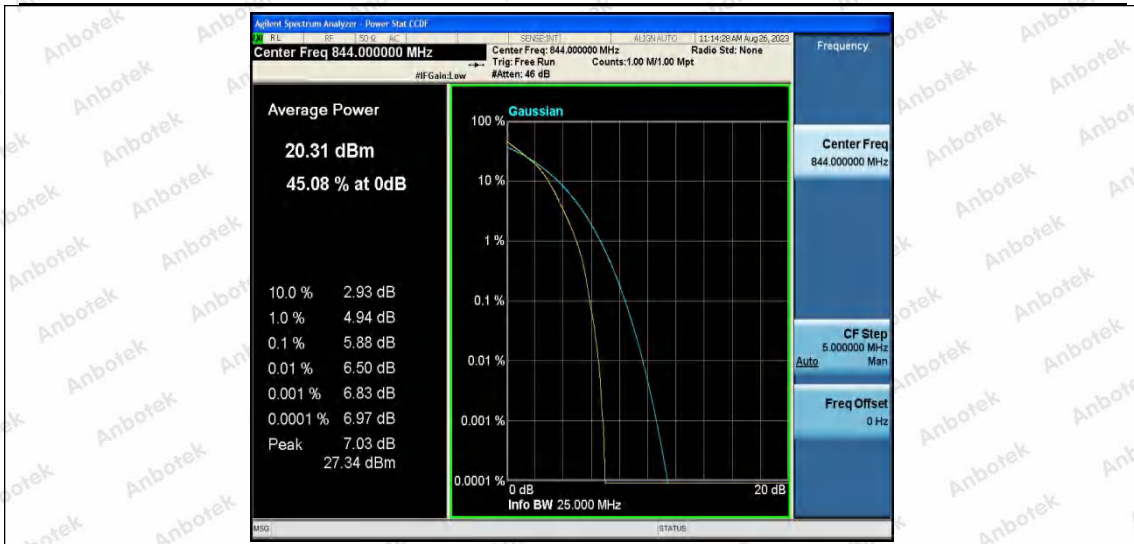 Agilent Spectrum Analyzer - Power Stat CCDF
RL RF 50 Ω AC SENSE:INT ALIGN AUTO 11:14:28 AM Aug 26, 2023
Center Freq 844.000000 MHz
Center Freq: 844.000000 MHz Radio Std: None
Trig: Free Run Counts:1.00 M/1.00 Mpt
#IFGain:Low #Atten: 46 dB
Frequency
Average Power
20.31 dBm
45.08 % at 0dB
10.0 % 2.93 dB
1.0 % 4.94 dB
0.1 % 5.88 dB
0.01 % 6.50 dB
0.001 % 6.83 dB
0.0001 % 6.97 dB
Peak 7.03 dB
27.34 dBm
Gaussian
100 %
10 %
1 %
0.1 %
0.01 %
0.001 %
0.0001 %
0 dB 20 dB
Info BW 25.000 MHz
Center Freq
844.000000 MHz
CF Step
5.000000 MHz
Auto Man
Freq Offset
0 Hz
MSG STATUS
Anbotek